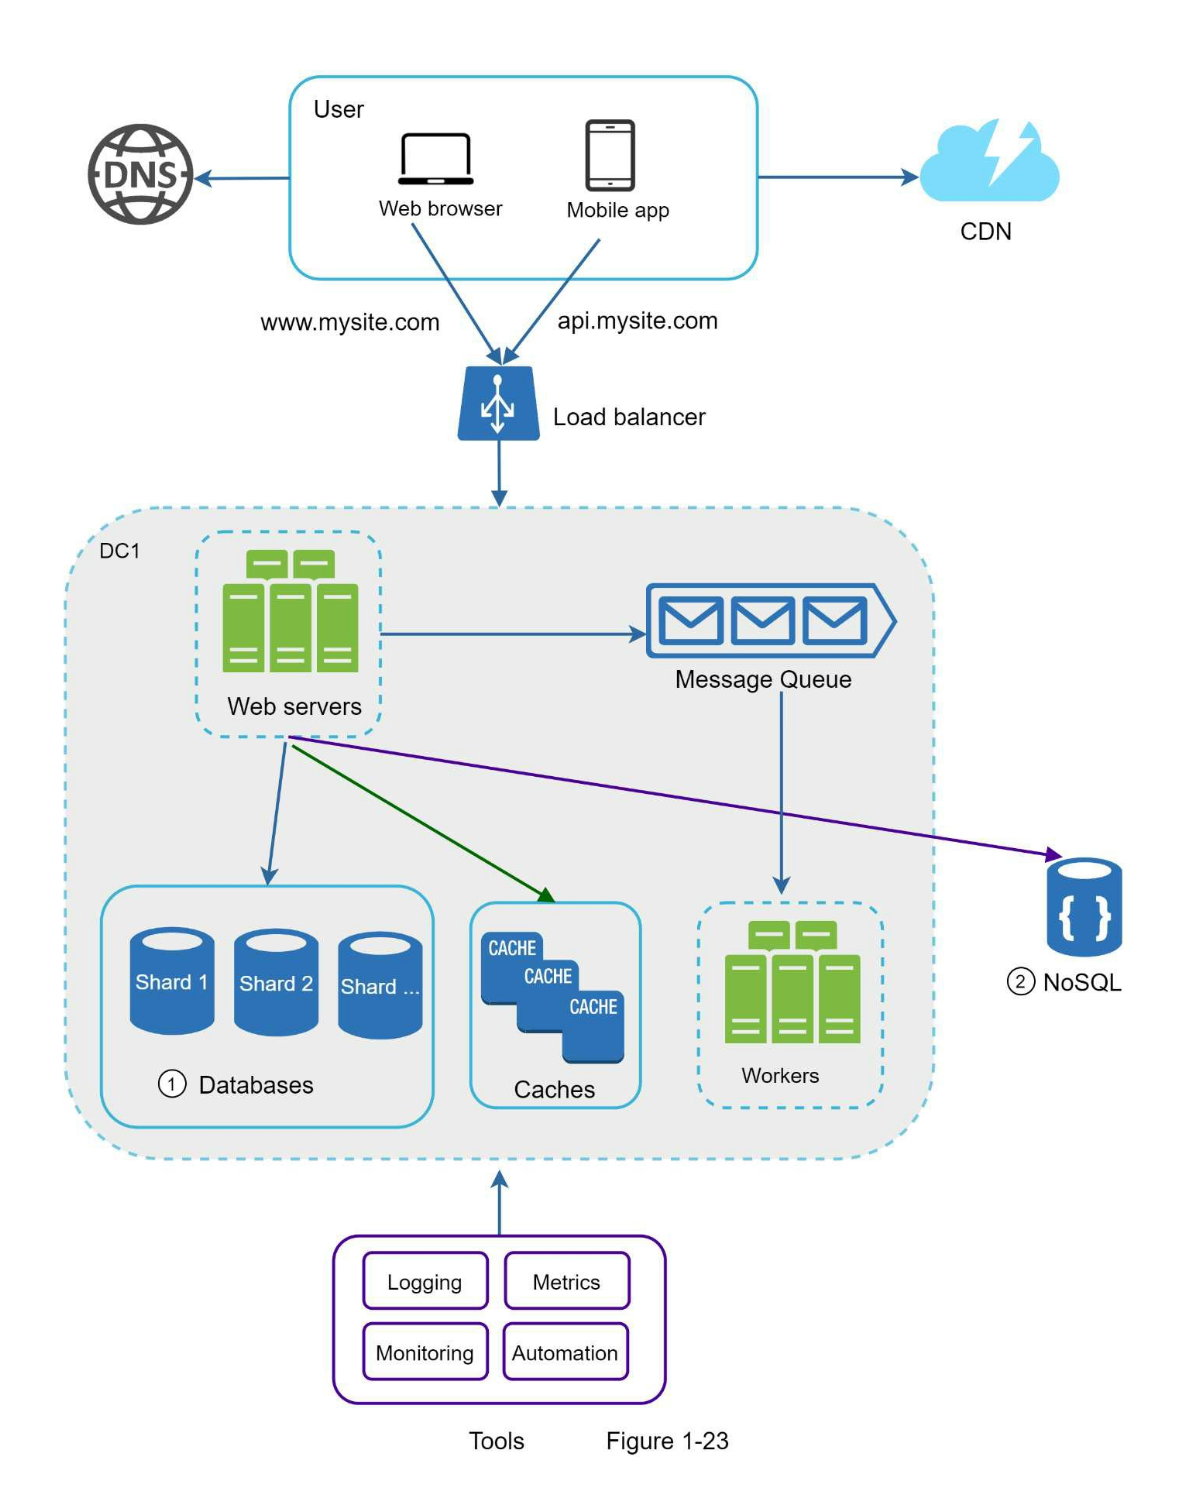 User
DNS
Web browser
Mobile app
CDN
www.mysite.com
api.mysite.com
Load balancer
DC1
Web servers
Message Queue
Shard 1
Shard 2
Shard ...
1 Databases
CACHE
CACHE
CACHE
Caches
Workers
{ }
2 NoSQL
Logging
Metrics
Monitoring
Automation
Tools
Figure 1-23